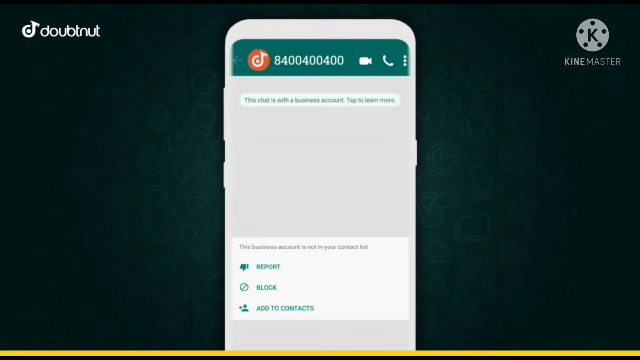 doubtnut
K
KINEMASTER
8400400400
This chat is with a business account. Tap to learn more.
This business account is not in your contact list
REPORT
BLOCK
ADD TO CONTACTS